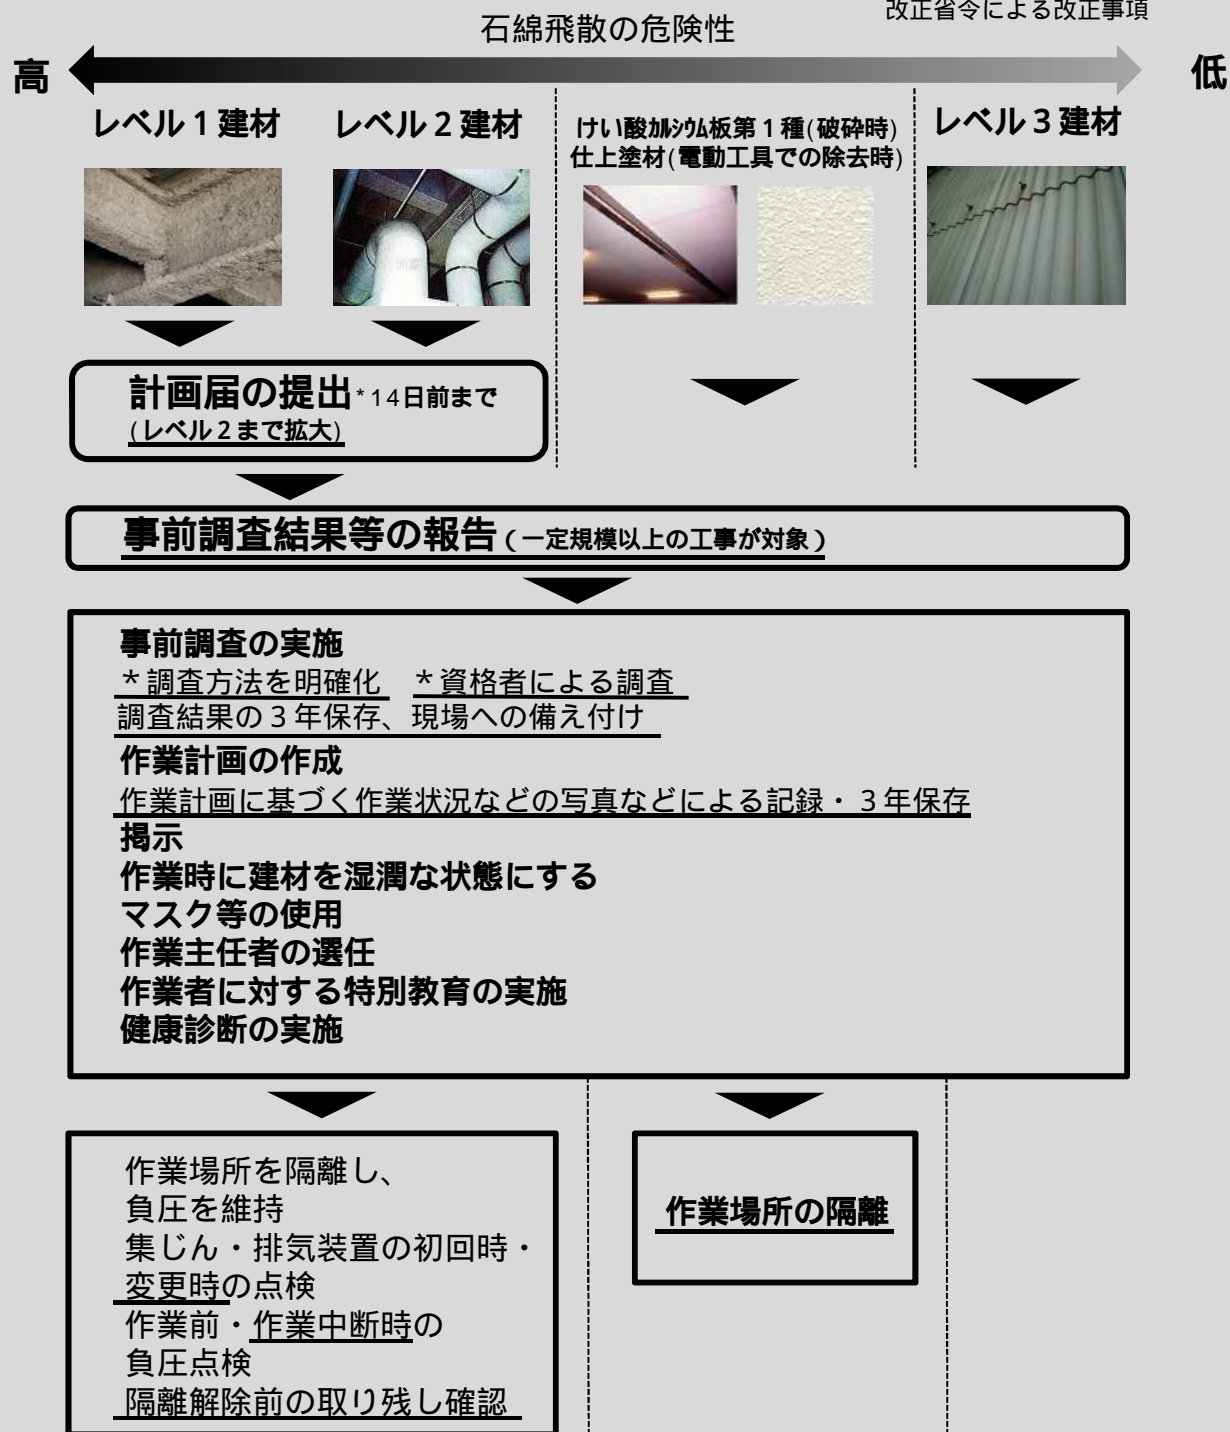 改正省令による改正事項
石綿飛散の危険性
高
低
レベル１建材
レベル２建材
けい酸ｶﾙｼｳﾑ板第１種(破砕時)
仕上塗材(電動工具での除去時)
レベル３建材
計画届の提出*14日前まで
(レベル２まで拡大)
事前調査結果等の報告（一定規模以上の工事が対象）
事前調査の実施
＊調査方法を明確化　＊資格者による調査
調査結果の３年保存、現場への備え付け
作業計画の作成
作業計画に基づく作業状況などの写真などによる記録・３年保存
掲示
作業時に建材を湿潤な状態にする
マスク等の使用
作業主任者の選任
作業者に対する特別教育の実施
健康診断の実施
作業場所を隔離し、
負圧を維持
集じん・排気装置の初回時・
変更時の点検
作業前・作業中断時の
負圧点検
隔離解除前の取り残し確認
作業場所の隔離